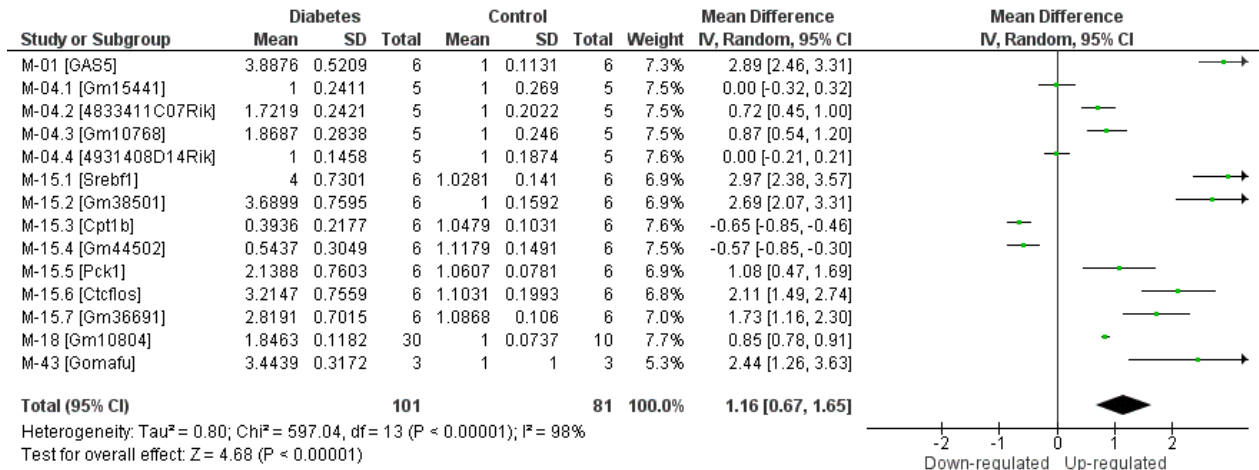 Diabetes Control Mean Difference Mean Difference
Study or Subgroup Mean SD Total Mean SD Total Weight IV, Random, 95% CI IV, Random, 95% CI
M-01 [GAS5] 3.8876 0.5209 6 1 0.1131 6 7.3% 2.89 [2.46, 3.31]
M-04.1 [Gm15441] 1 0.2411 5 1 0.269 5 7.5% 0.00 [-0.32, 0.32]
M-04.2 [4833411C07Rik] 1.7219 0.2421 5 1 0.2022 5 7.5% 0.72 [0.45, 1.00]
M-04.3 [Gm10768] 1.8687 0.2838 5 1 0.246 5 7.5% 0.87 [0.54, 1.20]
M-04.4 [4931408D14Rik] 1 0.1458 5 1 0.1874 5 7.6% 0.00 [-0.21, 0.21]
M-15.1 [Srebf1] 4 0.7301 6 1.0281 0.141 6 6.9% 2.97 [2.38, 3.57]
M-15.2 [Gm38501] 3.6899 0.7595 6 1 0.1592 6 6.9% 2.69 [2.07, 3.31]
M-15.3 [Cpt1b] 0.3936 0.2177 6 1.0479 0.1031 6 7.6% -0.65 [-0.85, -0.46]
M-15.4 [Gm44502] 0.5437 0.3049 6 1.1179 0.1491 6 7.5% -0.57 [-0.85, -0.30]
M-15.5 [Pck1] 2.1388 0.7603 6 1.0607 0.0781 6 6.9% 1.08 [0.47, 1.69]
M-15.6 [Ctcflos] 3.2147 0.7559 6 1.1031 0.1993 6 6.8% 2.11 [1.49, 2.74]
M-15.7 [Gm36691] 2.8191 0.7015 6 1.0868 0.106 6 7.0% 1.73 [1.16, 2.30]
M-18 [Gm10804] 1.8463 0.1182 30 1 0.0737 10 7.7% 0.85 [0.78, 0.91]
M-43 [Gomafu] 3.4439 0.3172 3 1 1 3 5.3% 2.44 [1.26, 3.63]
Total (95% CI) 101 81 100.0% 1.16 [0.67, 1.65]
Heterogeneity: Tau² = 0.80; Chi² = 597.04, df = 13 (P < 0.00001); I² = 98%
Test for overall effect: Z = 4.68 (P < 0.00001)
-2 -1 0 1 2
Down-regulated Up-regulated